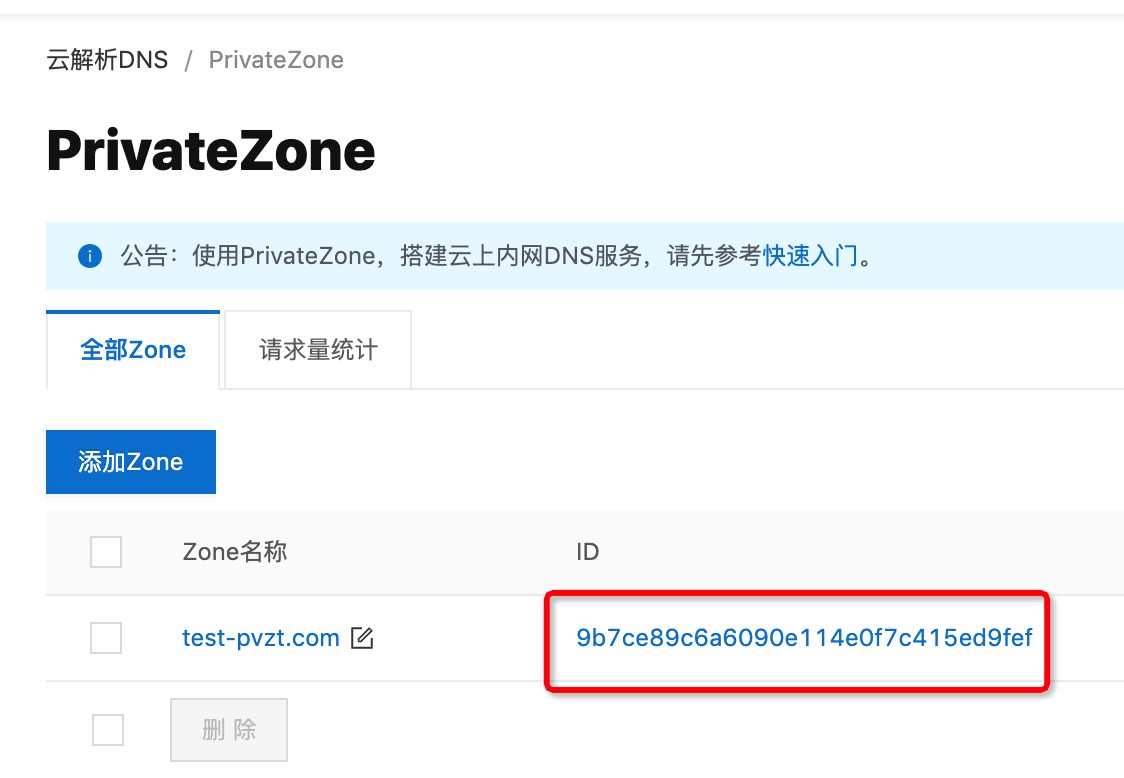 云解析DNS / PrivateZone
PrivateZone
公告：使用PrivateZone，搭建云上内网DNS服务，请先参考快速入门。
全部Zone 请求量统计
添加Zone
Zone名称 ID
test-pvzt.com 9b7ce89c6a6090e114e0f7c415ed9fef
删 除